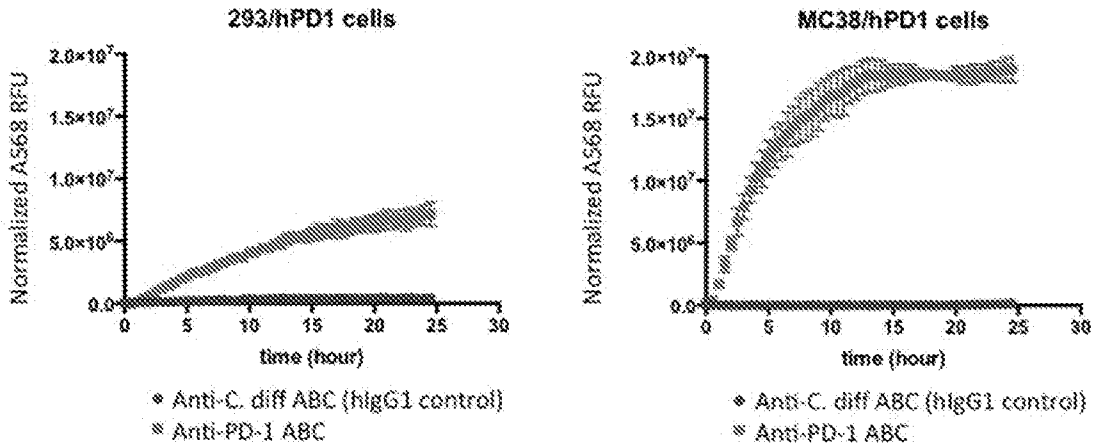 293/hPD1 cells
Normalized A568 RFU
2.0×10⁷
1.5×10⁷
1.0×10⁷
5.0×10⁶
0.0
0 5 10 15 20 25 30
time (hour)
Anti-C. diff ABC (hIgG1 control)
Anti-PD-1 ABC
MC38/hPD1 cells
Normalized A568 RFU
2.0×10⁷
1.5×10⁷
1.0×10⁷
5.0×10⁶
0.0
0 5 10 15 20 25 30
time (hour)
Anti-C. diff ABC (hIgG1 control)
Anti-PD-1 ABC